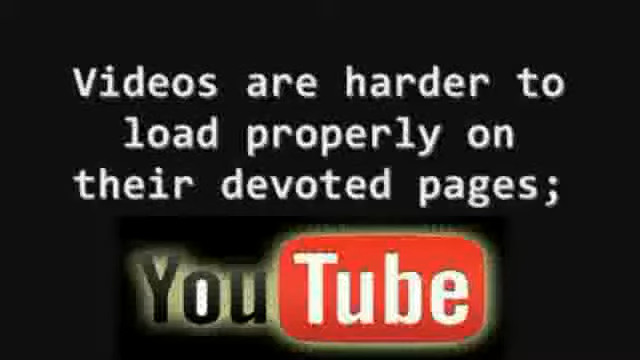 Videos are harder to
load properly on
their devoted pages;
YouTube